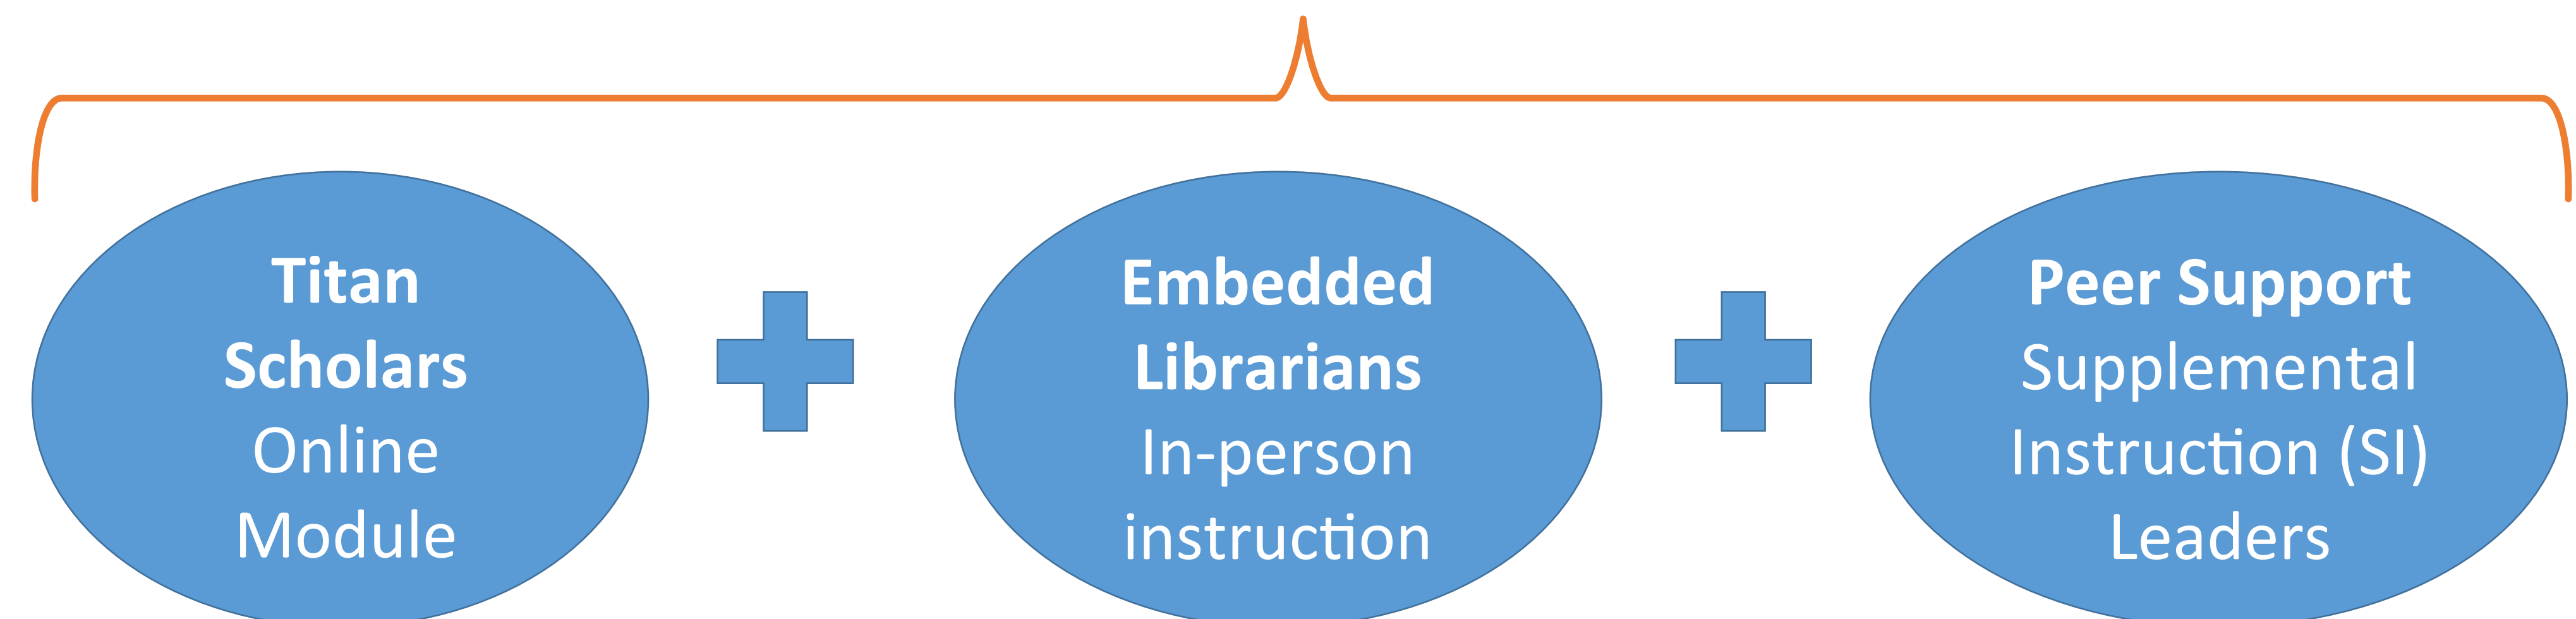 Titan
Scholars
Online
Module
Embedded
Librarians
In-person
instruction
Peer Support
Supplemental
Instruction (SI)
Leaders